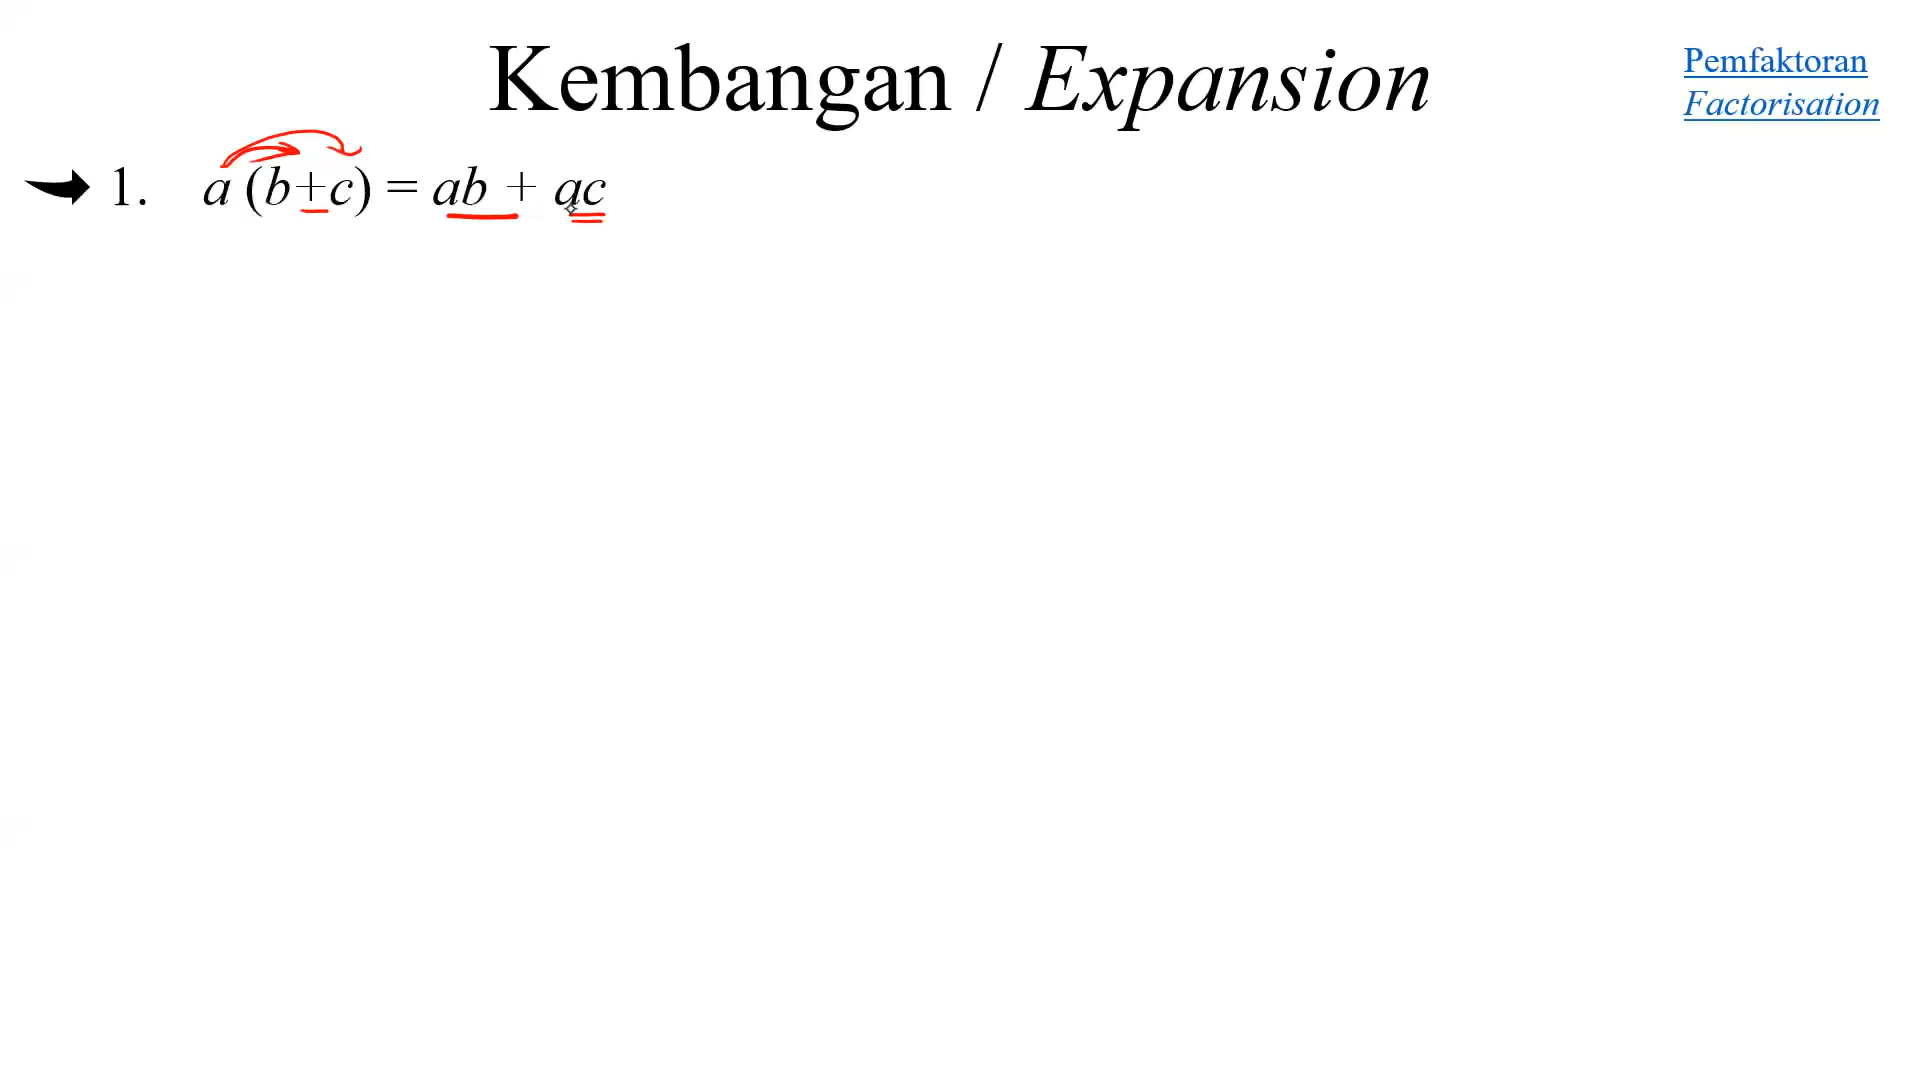 Kembangan / Expansion
Pemfaktoran
Factorisation
1. a (b+c) = ab + ac